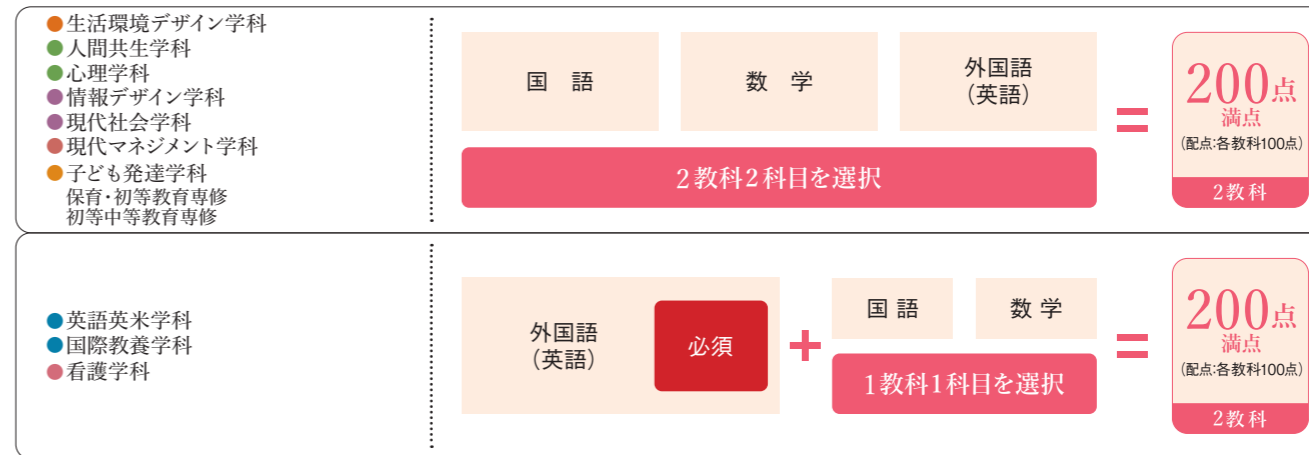 ●生活環境デザイン学科
●人間共生学科
●心理学科
●情報デザイン学科
●現代社会学科
●現代マネジメント学科
●子ども発達学科
保育・初等教育専修
初等中等教育専修
国 語
数 学
外国語
(英語)
2教科2科目を選択
=
200点
満点
(配点:各教科100点)
2教科
●英語英米学科
●国際教養学科
●看護学科
外国語
(英語)
必須
+
国 語
数 学
1教科1科目を選択
=
200点
満点
(配点:各教科100点)
2教科